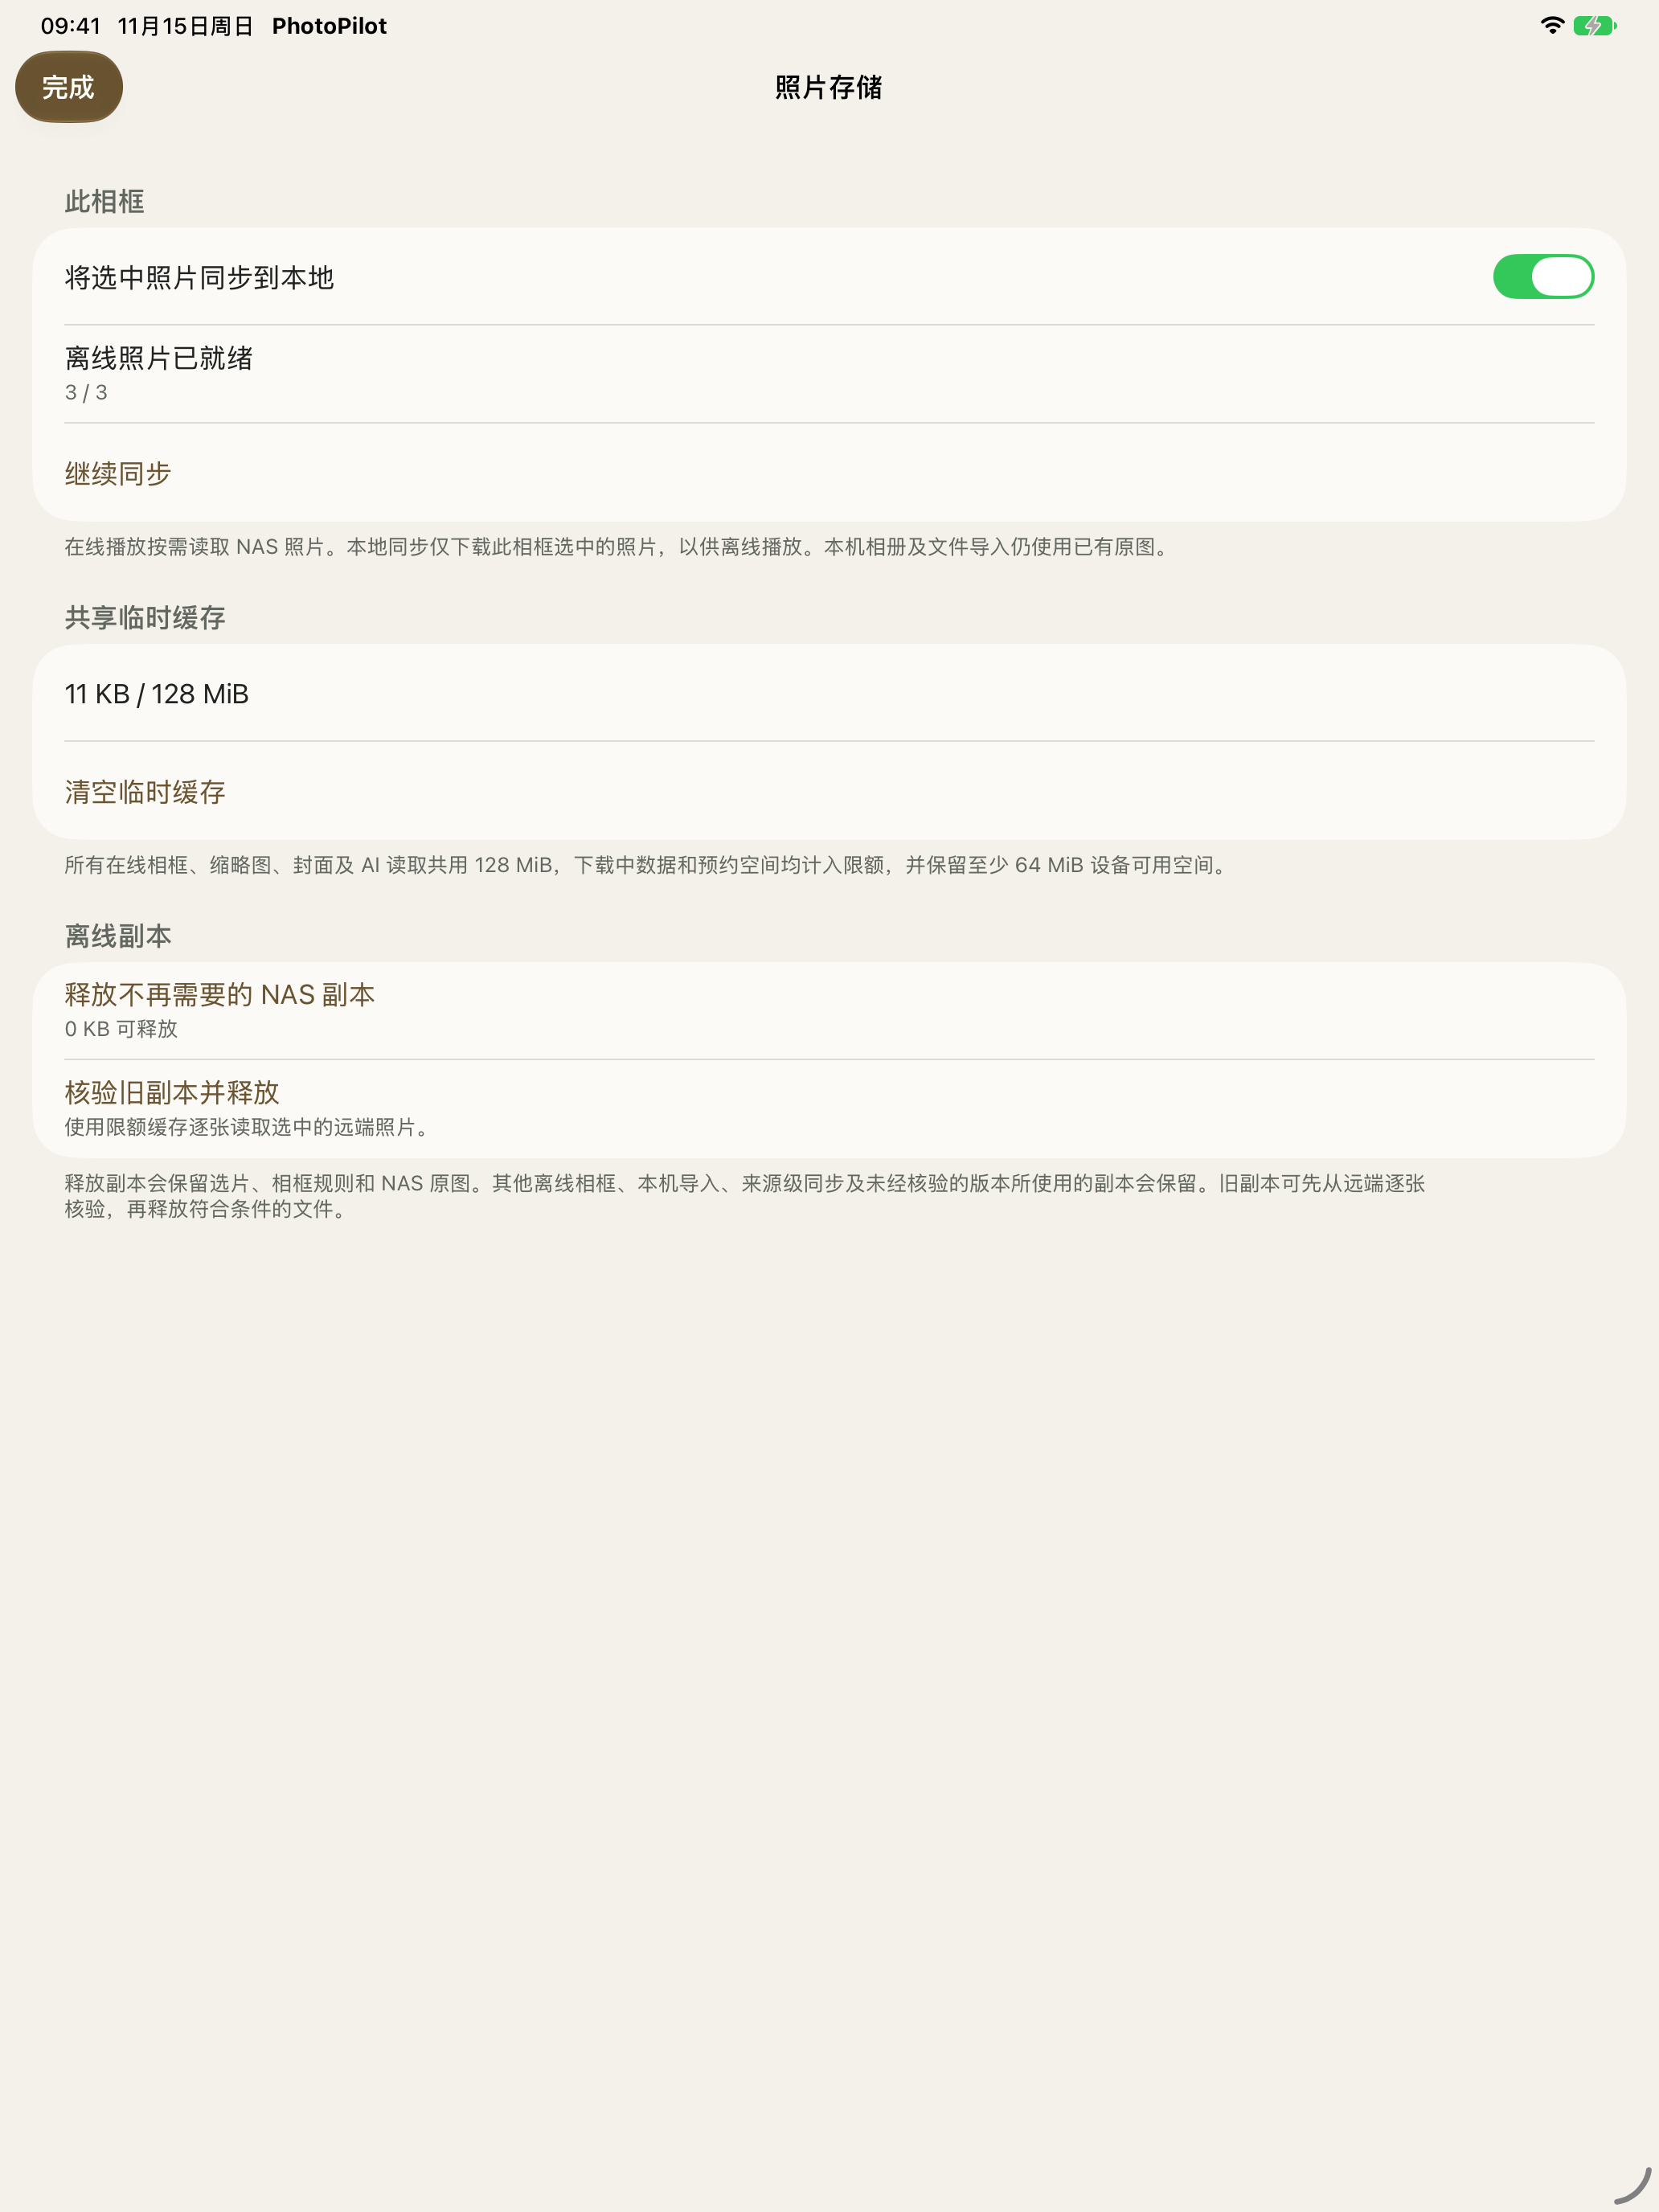 09:41 11月15日周日 PhotoPilot
完成
照片存储
此相框
将选中照片同步到本地
离线照片已就绪
3 / 3
继续同步
在线播放按需读取 NAS 照片。本地同步仅下载此相框选中的照片，以供离线播放。本机相册及文件导入仍使用已有原图。
共享临时缓存
11 KB / 128 MiB
清空临时缓存
所有在线相框、缩略图、封面及 AI 读取共用 128 MiB，下载中数据和预约空间均计入限额，并保留至少 64 MiB 设备可用空间。
离线副本
释放不再需要的 NAS 副本
0 KB 可释放
核验旧副本并释放
使用限额缓存逐张读取选中的远端照片。
释放副本会保留选片、相框规则和 NAS 原图。其他离线相框、本机导入、来源级同步及未经核验的版本所使用的副本会保留。旧副本可先从远端逐张
核验，再释放符合条件的文件。